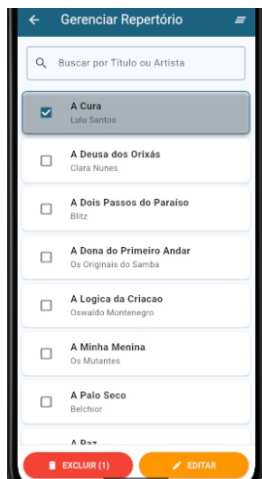 Gerenciar Repertório
Buscar por Título ou Artista
A Cura
Lulu Santos
A Deusa dos Orixás
Clara Nunes
A Dois Passos do Paraíso
Blitz
A Dona do Primeiro Andar
Os Originais do Samba
A Logica da Criacao
Oswaldo Montenegro
A Minha Menina
Os Mutantes
A Palo Seco
Belchior
A Paz
EXCLUIR (1)
EDITAR